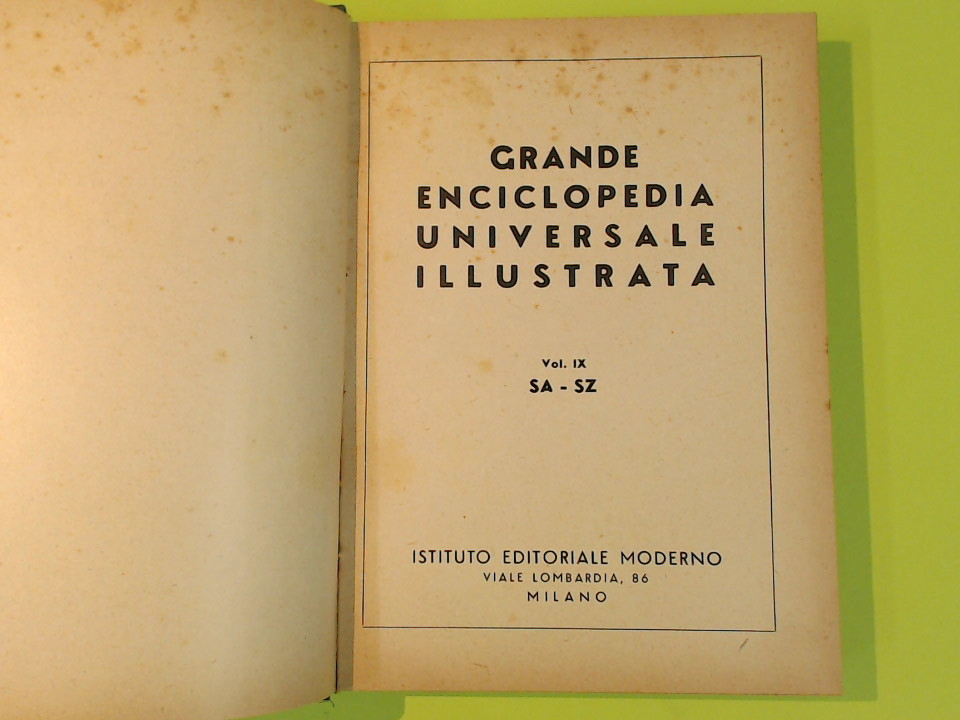 GRANDE
ENCICLOPEDIA
UNIVERSALE
ILLUSTRATA
Vol. IX
SA - SZ
ISTITUTO EDITORIALE MODERNO
VIALE LOMBARDIA, 86
MILANO